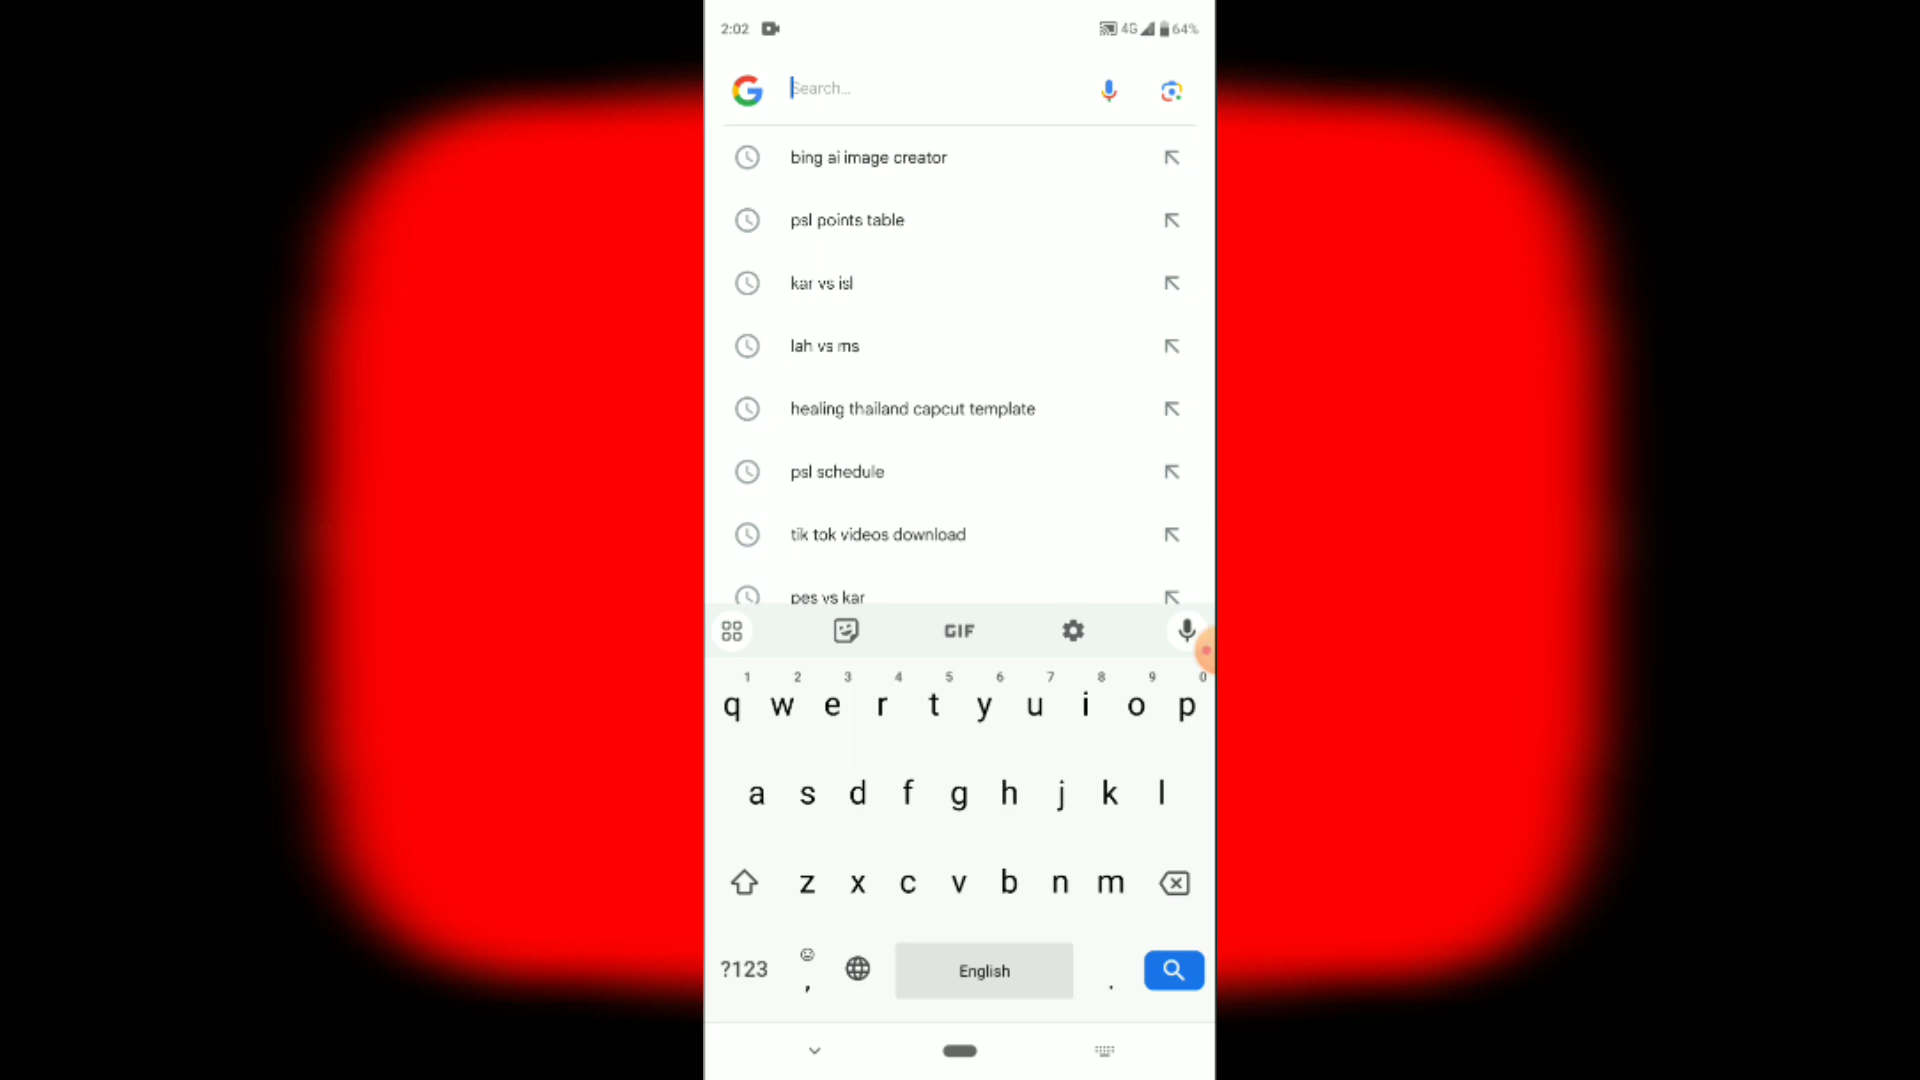 2:02 4G 64%
Search...
bing ai image creator
psl points table
kar vs isl
lah vs ms
healing thailand capcut template
psl schedule
tik tok videos download
pes vs kar
GIF
1 2 3 4 5 6 7 8 9 0
q w e r t y u i o p
a s d f g h j k l
z x c v b n m
?123 , English .